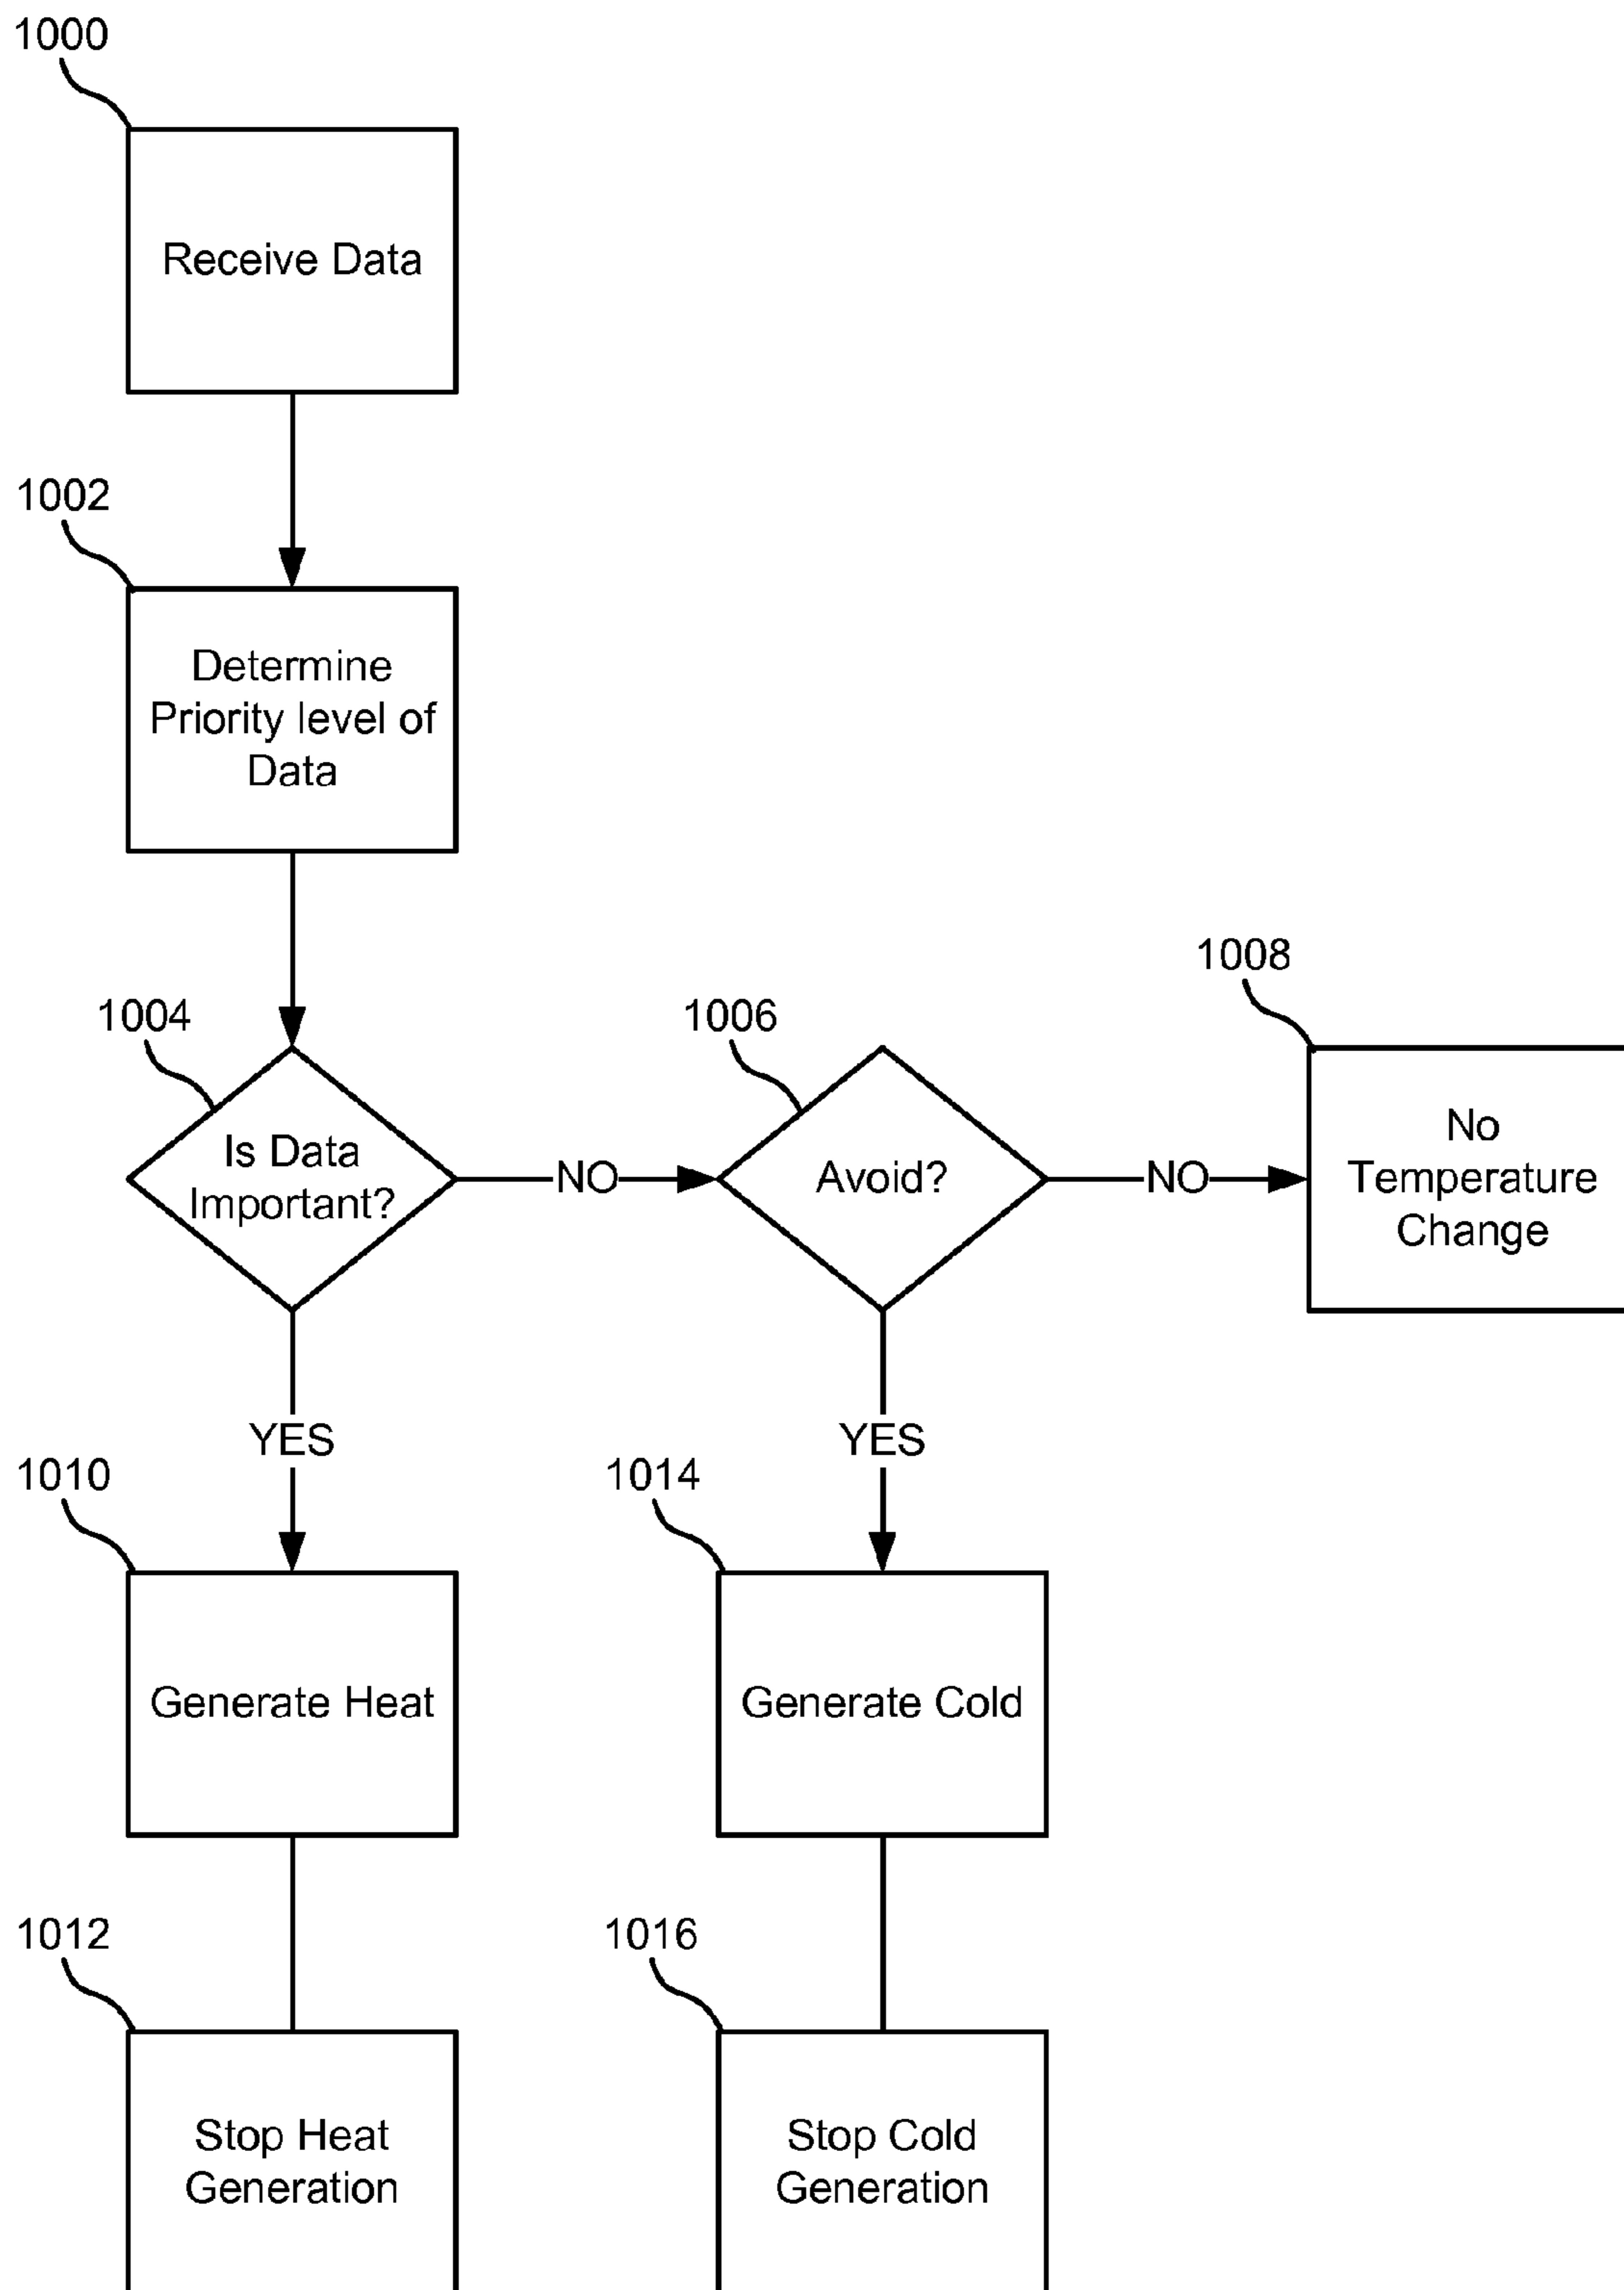 1000
Receive Data
1002
Determine
Priority level of
Data
1004
Is Data
Important?
NO
1006
Avoid?
NO
1008
No
Temperature
Change
YES
YES
1010
Generate Heat
1014
Generate Cold
1012
Stop Heat
Generation
1016
Stop Cold
Generation